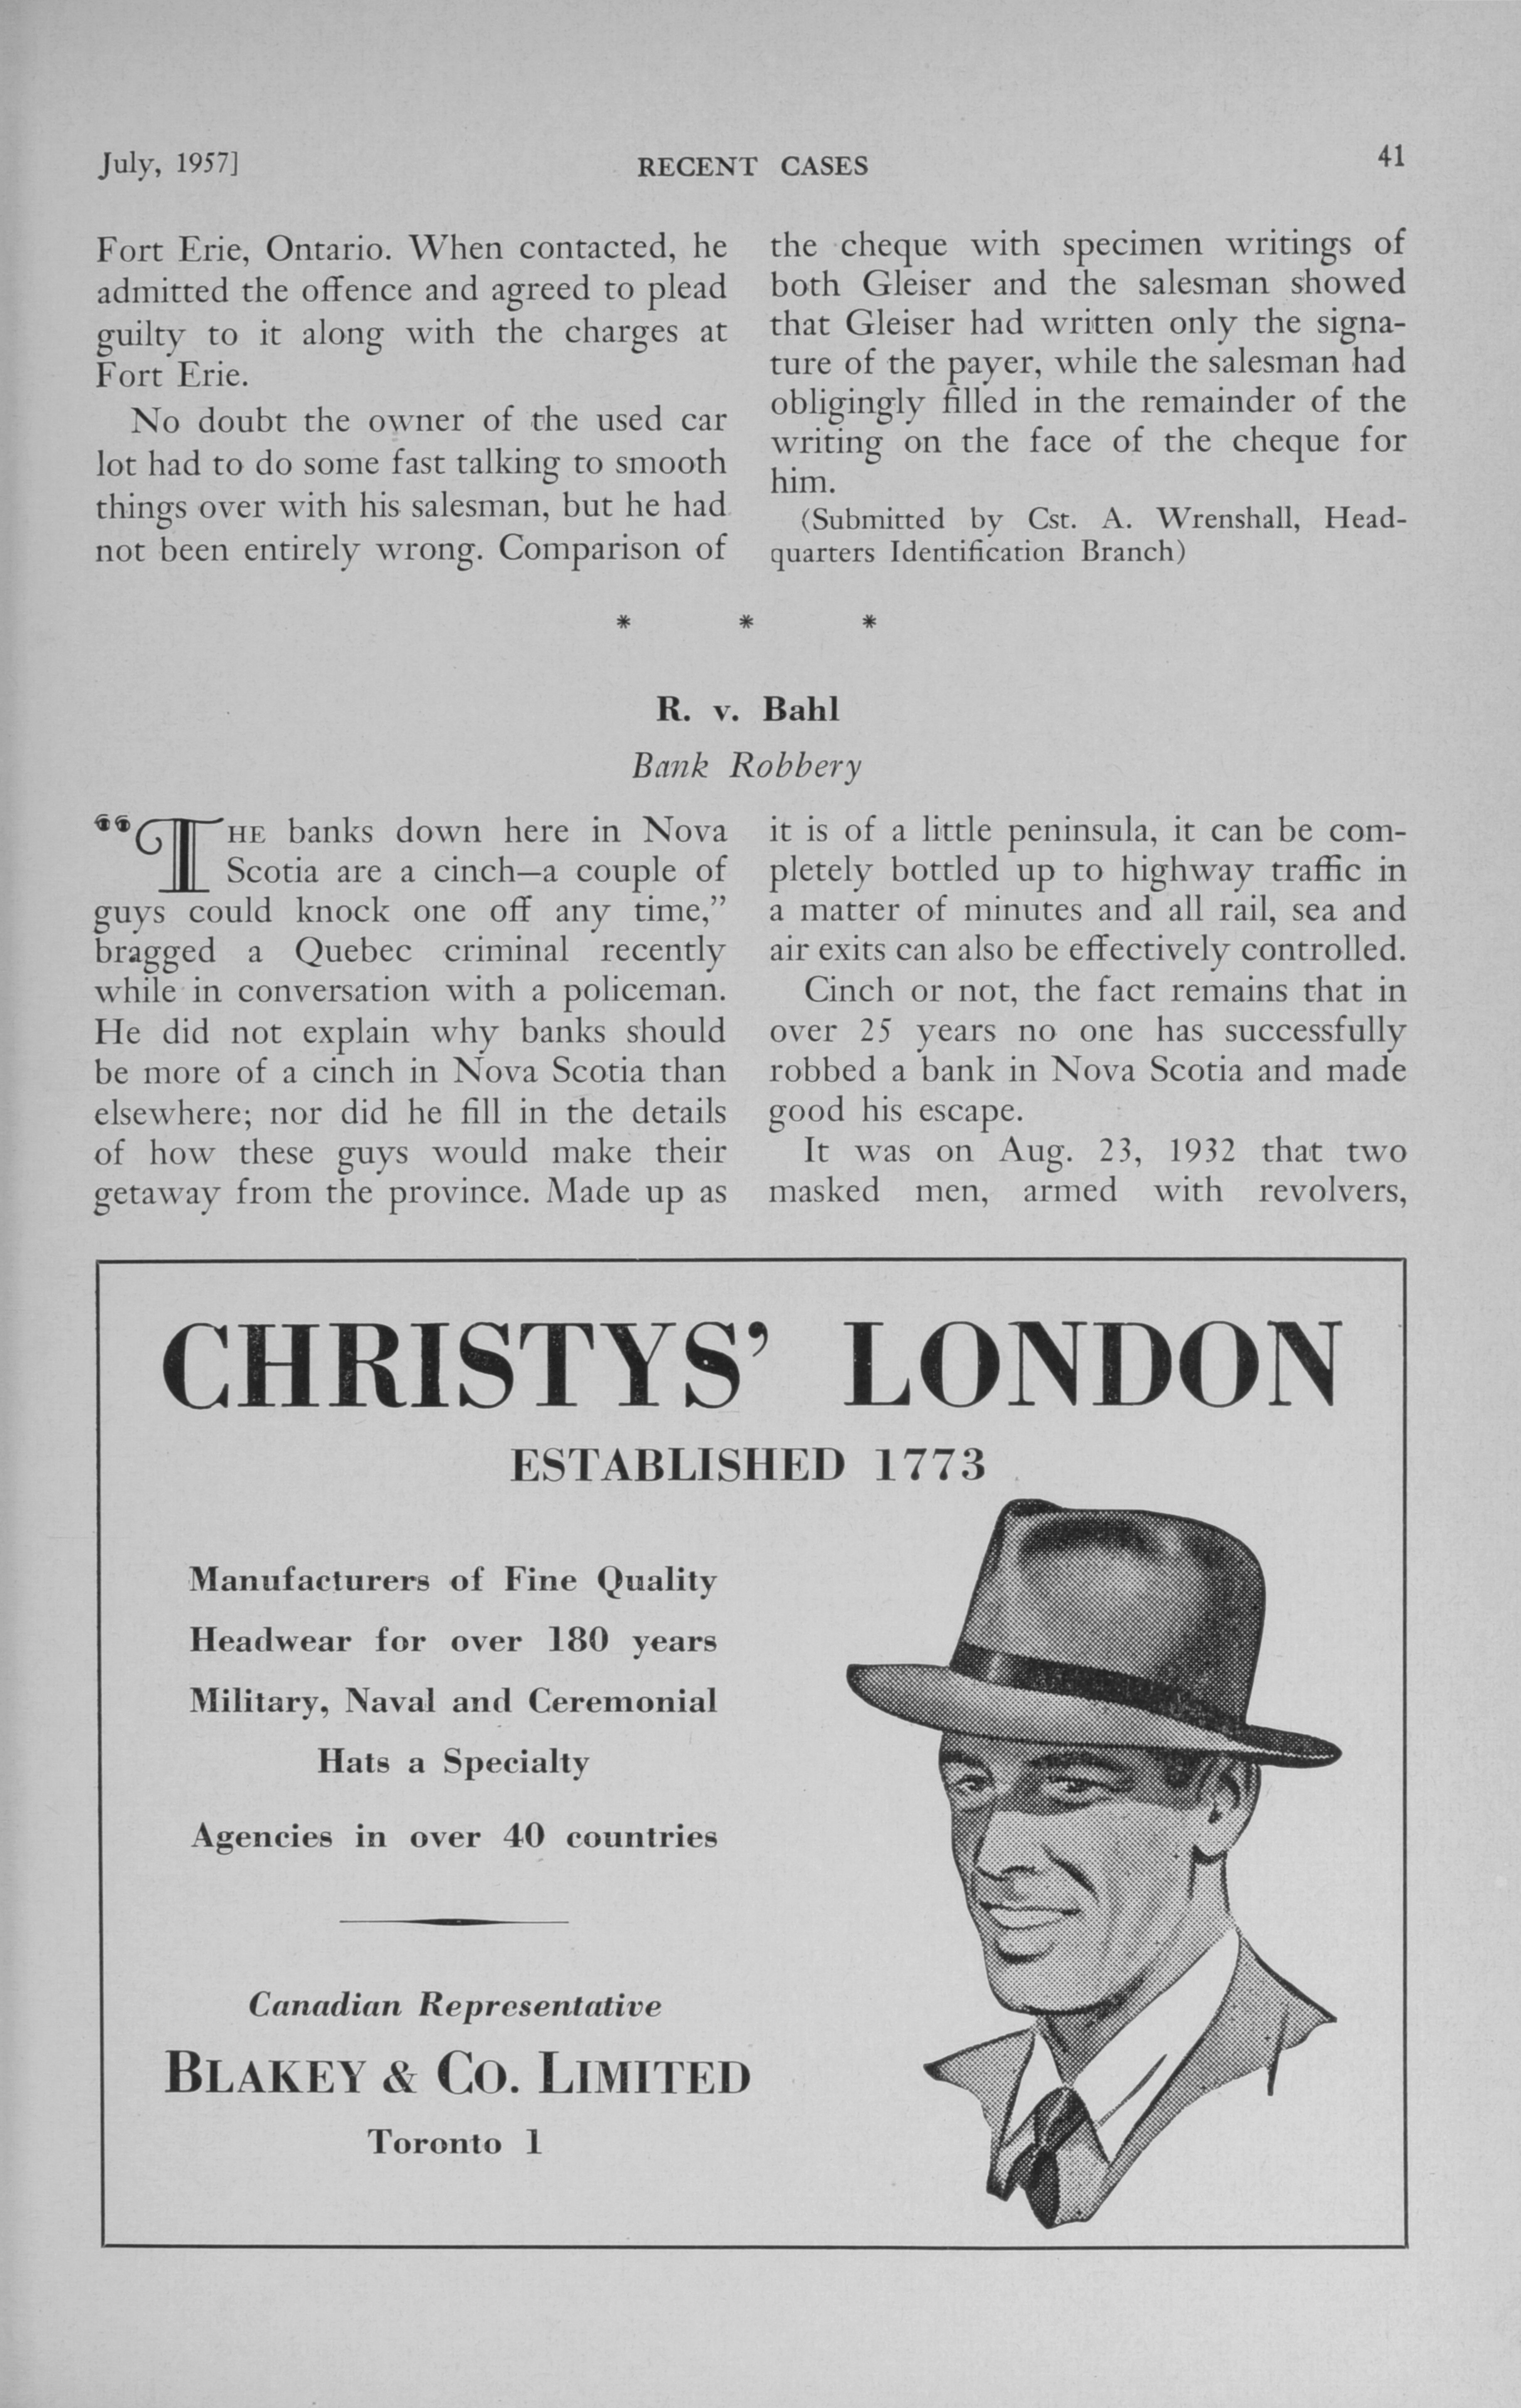 July, 1957]
RECENT CASES
41
Fort Erie, Ontario. When contacted, he
admitted the offence and agreed to plead
guilty to it along with the charges at
Fort Erie.
No doubt the owner of the used car
lot had to do some fast talking to smooth
things over with his salesman, but he had
not been entirely wrong. Comparison of
the cheque with specimen writings of
both Gleiser and the salesman showed
that Gleiser had written only the signa-
ture of the payer, while the salesman had
obligingly filled in the remainder of the
writing on the face of the cheque for
him.
(Submitted by Cst. A. Wrenshall, Head-
quarters Identification Branch)
* * *
R. v. Bahl
Bank Robbery
“THE banks down here in Nova
Scotia are a cinch—a couple of
guys could knock one off any time,”
bragged a Quebec criminal recently
while in conversation with a policeman.
He did not explain why banks should
be more of a cinch in Nova Scotia than
elsewhere; nor did he fill in the details
of how these guys would make their
getaway from the province. Made up as
it is of a little peninsula, it can be com-
pletely bottled up to highway traffic in
a matter of minutes and all rail, sea and
air exits can also be effectively controlled.
Cinch or not, the fact remains that in
over 25 years no one has successfully
robbed a bank in Nova Scotia and made
good his escape.
It was on Aug. 23, 1932 that two
masked men, armed with revolvers,
CHRISTYS’ LONDON
ESTABLISHED 1773
Manufacturers of Fine Quality
Headwear for over 180 years
Military, Naval and Ceremonial
Hats a Specialty
Agencies in over 40 countries
Canadian Representative
BLAKEY & CO. LIMITED
Toronto 1